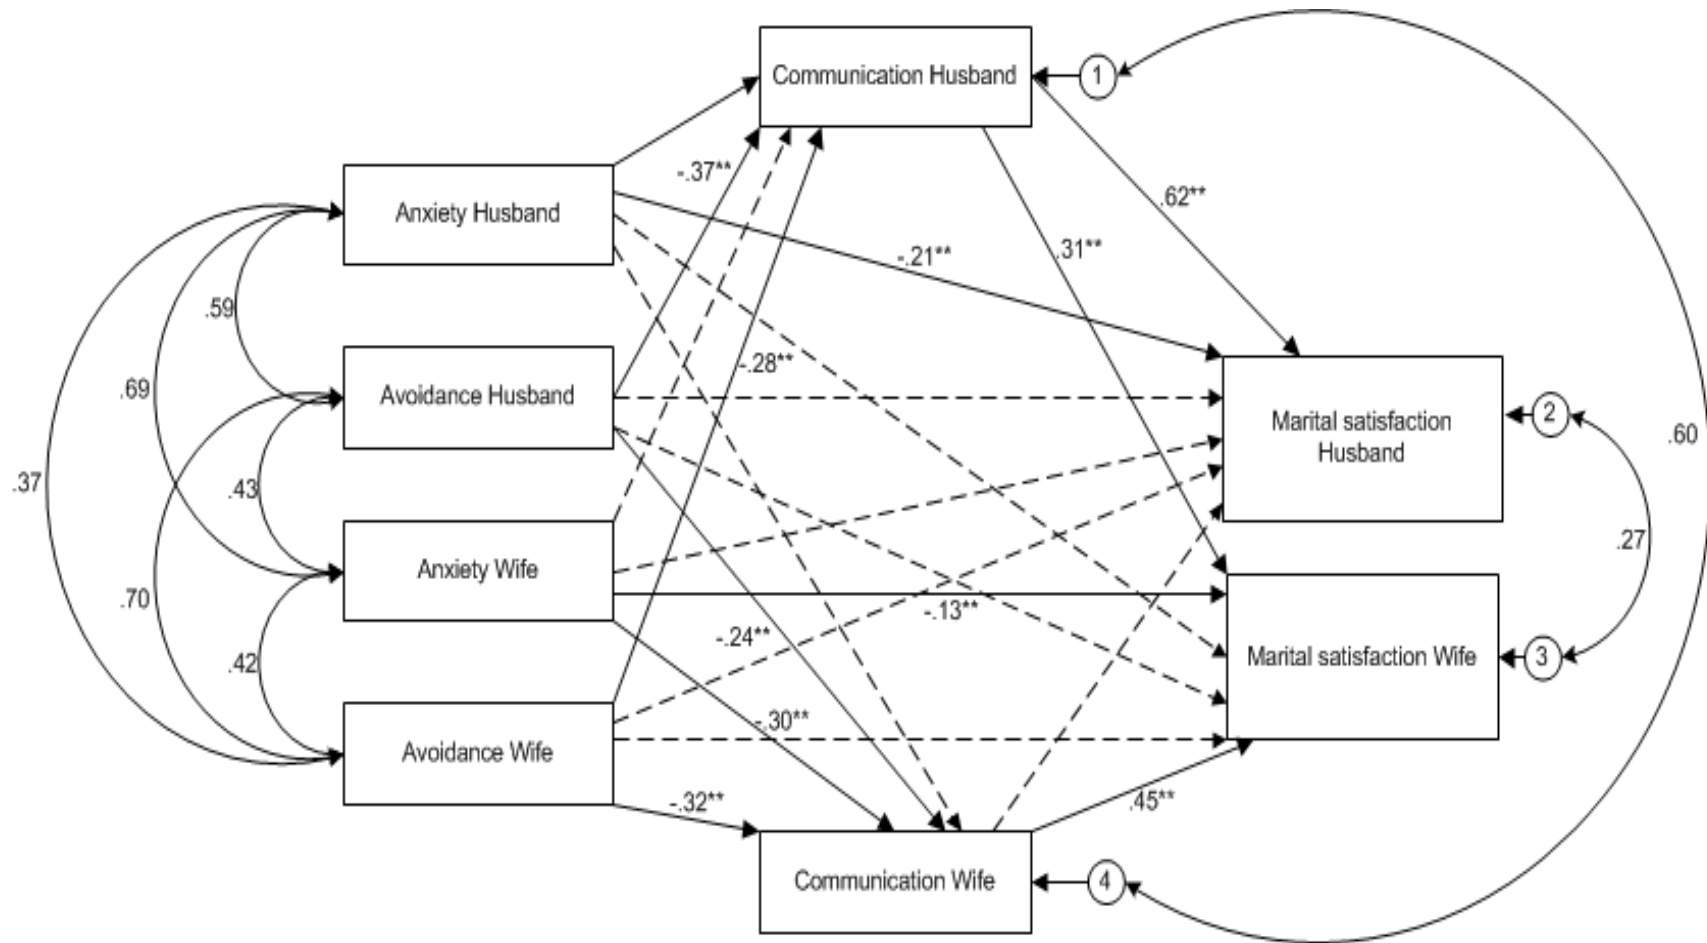 Communication Husband
1
-.37**
.62**
Anxiety Husband
.31**
-.21**
.59
-.28**
.69
Avoidance Husband
2
Marital satisfaction
Husband
.60
.37
.43
.27
Anxiety Wife
.70
-.13**
-.24**
.42
Marital satisfaction Wife
3
-.30**
Avoidance Wife
-.32**
.45**
Communication Wife
4